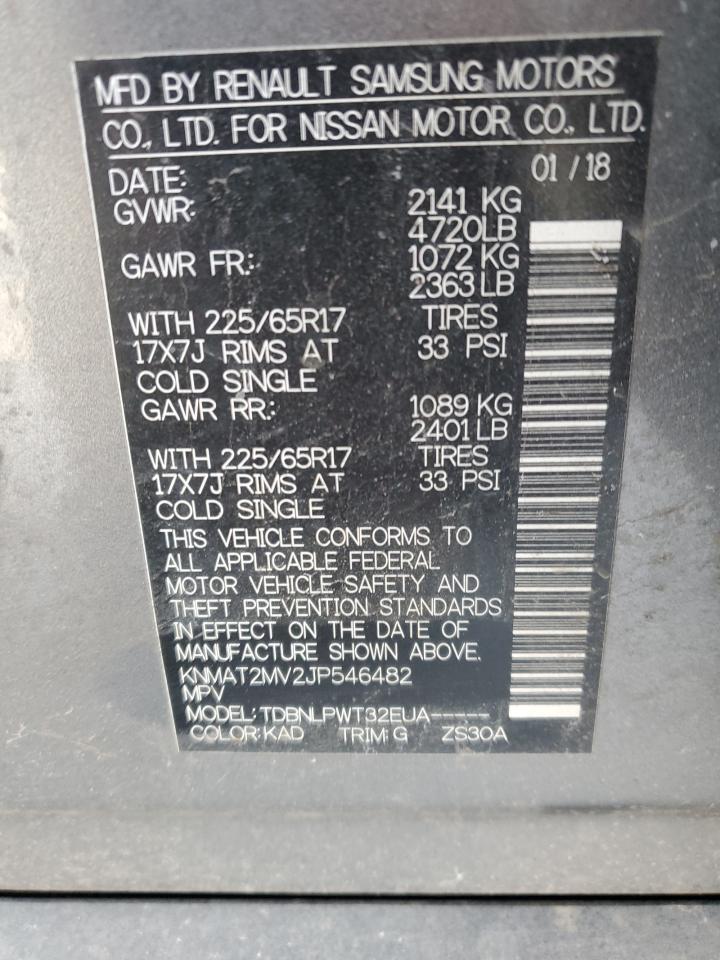 MFD BY RENAULT SAMSUNG MOTORS
CO., LTD. FOR NISSAN MOTOR CO., LTD.
DATE: 01 / 18
GVWR: 2141 KG
4720LB
GAWR FR: 1072 KG
2363LB
WITH 225/65R17 TIRES
17X7J RIMS AT 33 PSI
COLD SINGLE
GAWR RR: 1089 KG
2401LB
WITH 225/65R17 TIRES
17X7J RIMS AT 33 PSI
COLD SINGLE
THIS VEHICLE CONFORMS TO
ALL APPLICABLE FEDERAL
MOTOR VEHICLE SAFETY AND
THEFT PREVENTION STANDARDS
IN EFFECT ON THE DATE OF
MANUFACTURE SHOWN ABOVE.
KNMAT2MV2JP546482
MPV
MODEL: TDBNLPWT32EUA-----
COLOR: KAD TRIM: G ZS30A